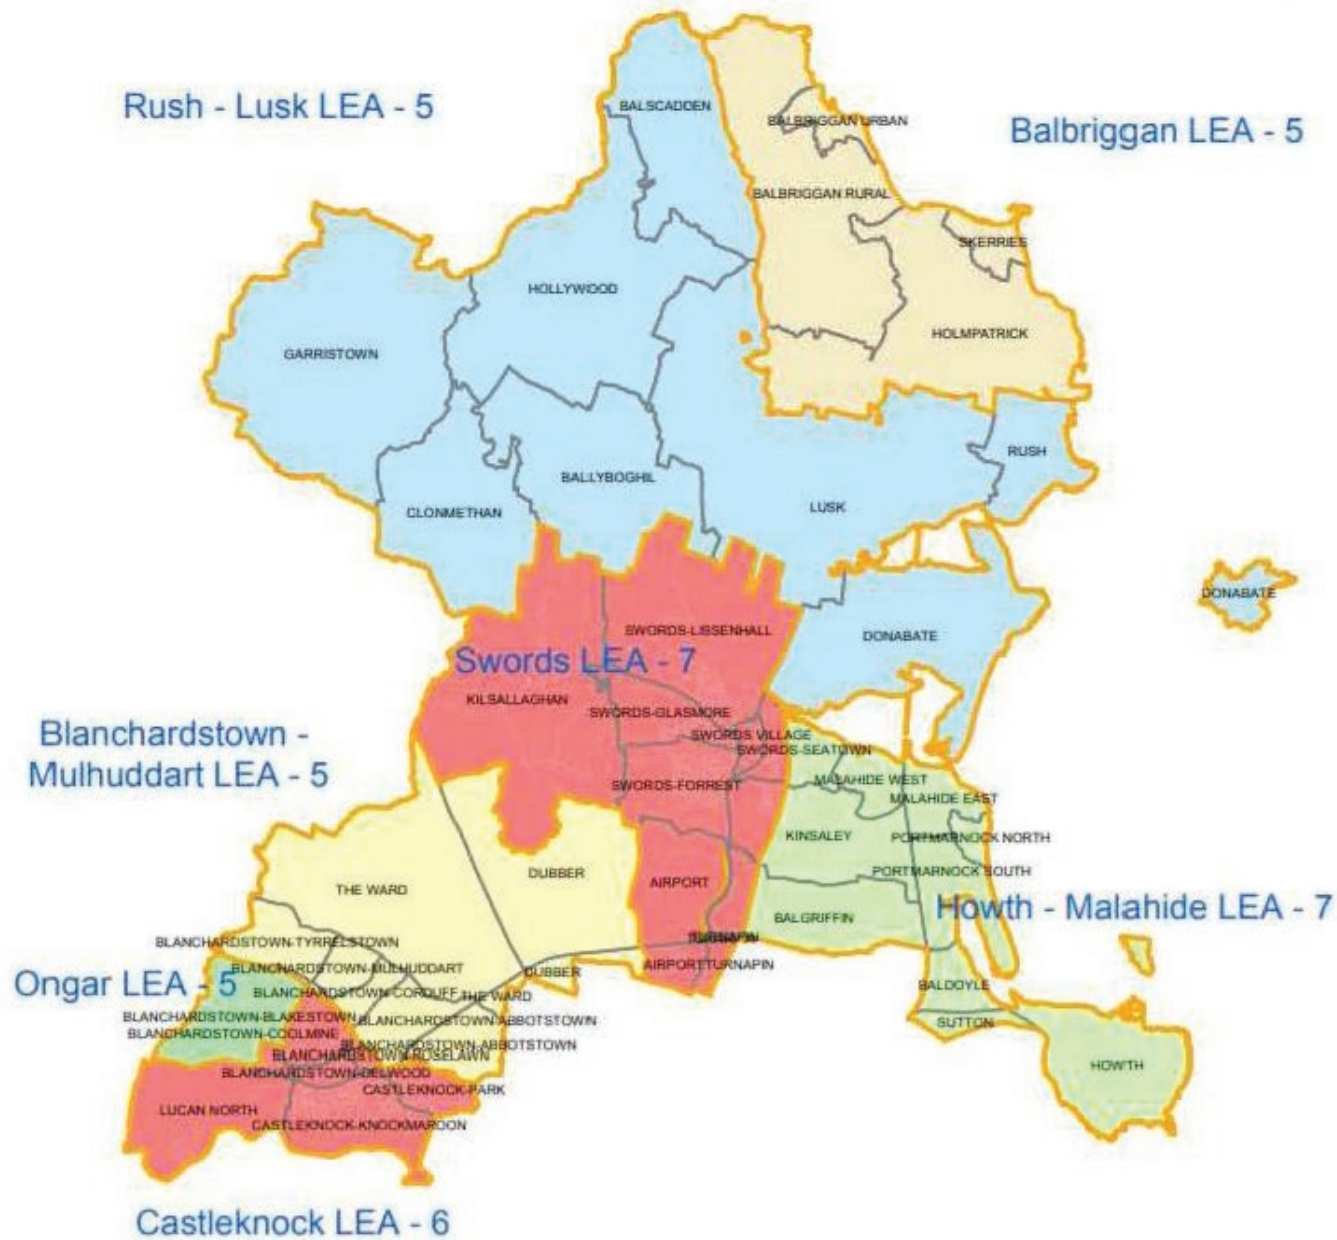 BALSCADDEN
Rush - Lusk LEA - 5
BALBRIGGAN URBAN
Balbriggan LEA - 5
BALBRIGGAN RURAL
SKERRIES
HOLLYWOOD
HOLMPATRICK
GARRISTOWN
RUSH
BALLYBOGHIL
LUSK
CLONMETHAN
DONABATE
SWORDS-LISSENHALL
DONABATE
Swords LEA - 7
KILSALLAGHAN
SWORDS-GLASMORE
Blanchardstown -
Mulhuddart LEA - 5
SWORDS VILLAGE
SWORDS-SEATOWN
MALAHIDE WEST
SWORDS-FORREST
MALAHIDE EAST
KINSALEY
PORTMARNOCK NORTH
DUBBER
PORTMARNOCK SOUTH
AIRPORT
THE WARD
Howth - Malahide LEA - 7
BALGRIFFIN
BLANCHARDSTOWN-TYRRELSTOWN
AIRPORT
TURNAPIN
BLANCHARDSTOWN-MULHUDDART
DUBBER
Ongar LEA - 5
BALDOYLE
BLANCHARDSTOWN-CORDUFF
THE WARD
BLANCHARDSTOWN-BLAKESTOWN
BLANCHARDSTOWN-ABBOTSTOWN
SUTTON
BLANCHARDSTOWN-COOLMINE
BLANCHARDSTOWN-ABBOTSTOWN
BLANCHARDSTOWN-ROSELAWN
HOWTH
BLANCHARDSTOWN-DELWOOD
CASTLEKNOCK-PARK
LUCAN NORTH
CASTLEKNOCK-KNOCKMAROON
Castleknock LEA - 6